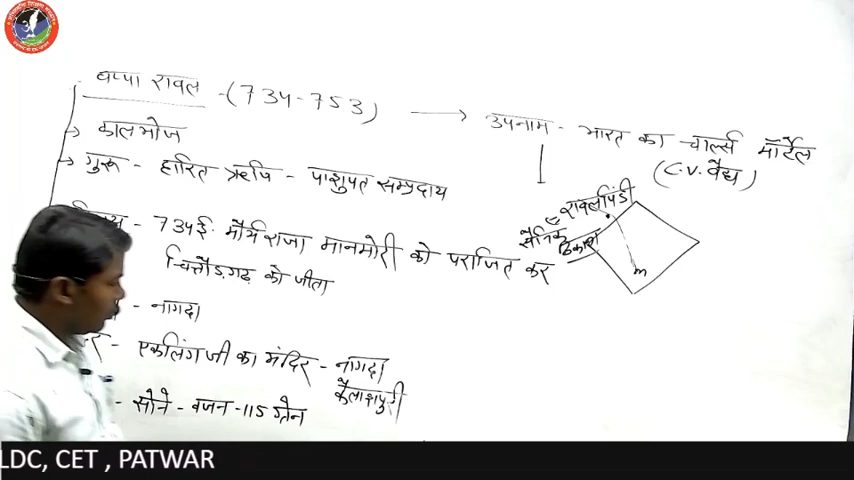 बप्पा रावल -(734-753) → उपनाम - भारत का चार्ल्स मॉर्टेल
(C.V. वैद्य)
→ कालभोज
→ गुरू - हारित ऋषि - पाशुपत सम्प्रदाय
रावलपिंडी
सैनिक
ठिकाना
- 734ई. मौर्य राजा मानमोरी को पराजित कर
चित्तौड़गढ़ को जीता
- नागदा
- एकलिंगजी का मंदिर - नागदा
कैलाशपुरी
- सोने - वजन - 115 ग्रेन
m
LDC, CET , PATWAR